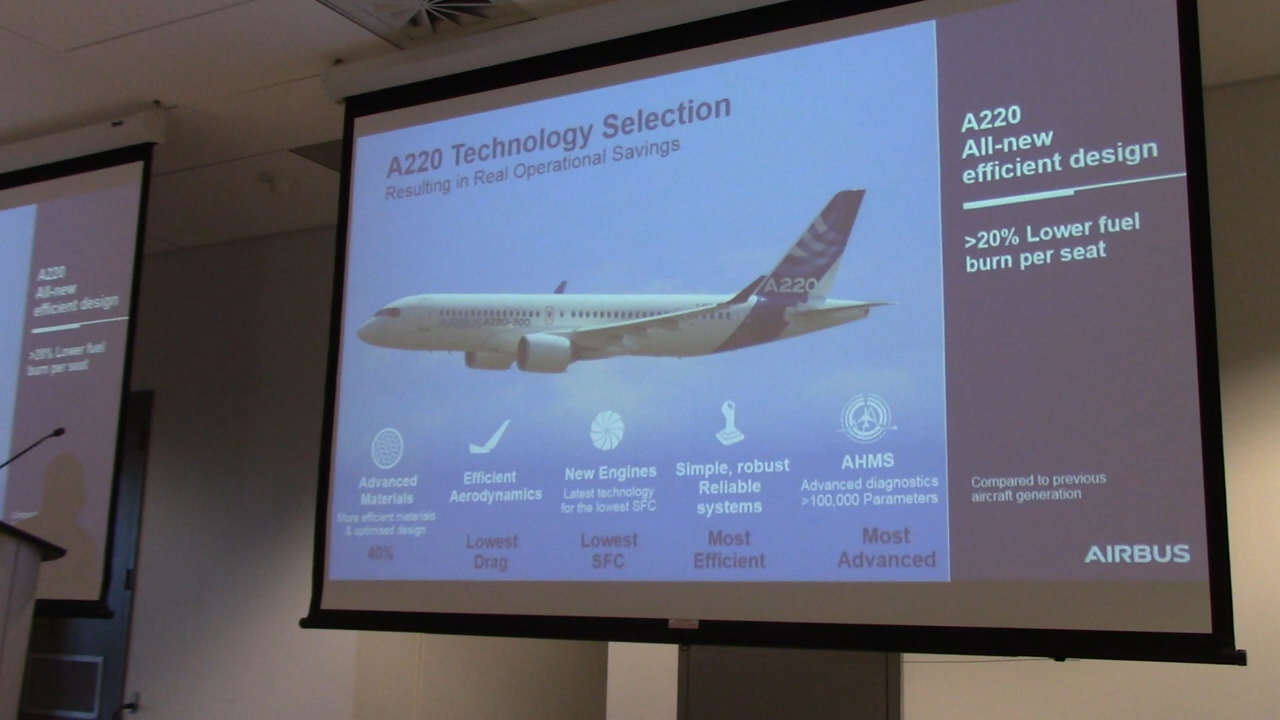 A220
All-new
efficient design
>20% Lower fuel
burn per seat
A220 Technology Selection
Resulting in Real Operational Savings
A220
AIRBUS A220-300
Advanced
Materials
More efficient materials
& optimised design
40%
Efficient
Aerodynamics
Lowest
Drag
New Engines
Latest technology
for the lowest SFC
Lowest
SFC
Simple, robust
Reliable
systems
Most
Efficient
AHMS
Advanced diagnostics
>100,000 Parameters
Most
Advanced
A220
All-new
efficient design
>20% Lower fuel
burn per seat
Compared to previous
aircraft generation
AIRBUS